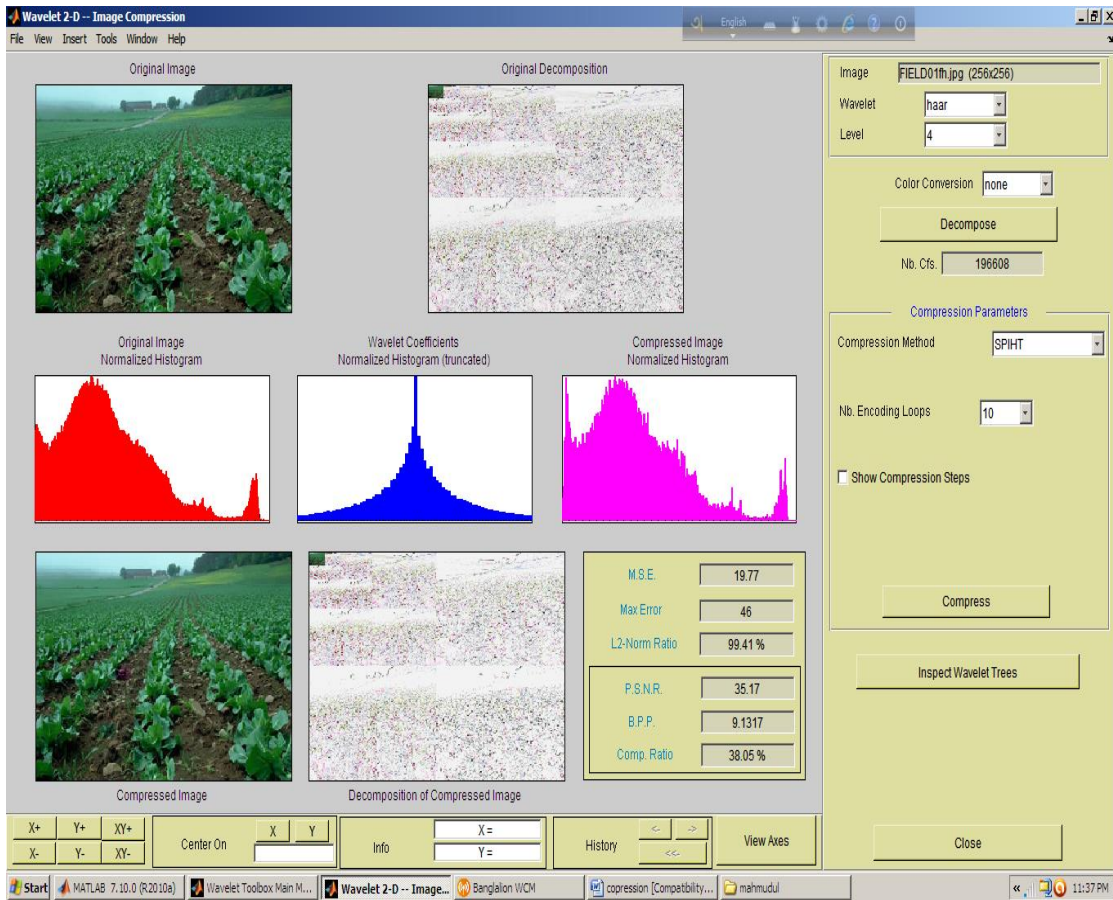 Wavelet 2-D -- Image Compression
English
File View Insert Tools Window Help
Original Image
Original Decomposition
Original Image
Normalized Histogram
Wavelet Coefficients
Normalized Histogram (truncated)
Compressed Image
Normalized Histogram
M.S.E. 19.77
Max Error 46
L2-Norm Ratio 99.41 %
P.S.N.R. 35.17
B.P.P. 9.1317
Comp. Ratio 38.05 %
Compressed Image
Decomposition of Compressed Image
Image FIELD01fh.jpg (256x256)
Wavelet haar
Level 4
Color Conversion none
Decompose
Nb. Cfs. 196608
Compression Parameters
Compression Method SPIHT
Nb. Encoding Loops 10
Show Compression Steps
Compress
Inspect Wavelet Trees
Close
X+ Y+ XY+
X- Y- XY-
Center On X Y
Info X =
Y =
History <- ->
<<-
View Axes
Start MATLAB 7.10.0 (R2010a) Wavelet Toolbox Main M... Wavelet 2-D -- Image... Banglalion WCM copression [Compatibility... mahmudul « 11:37 PM